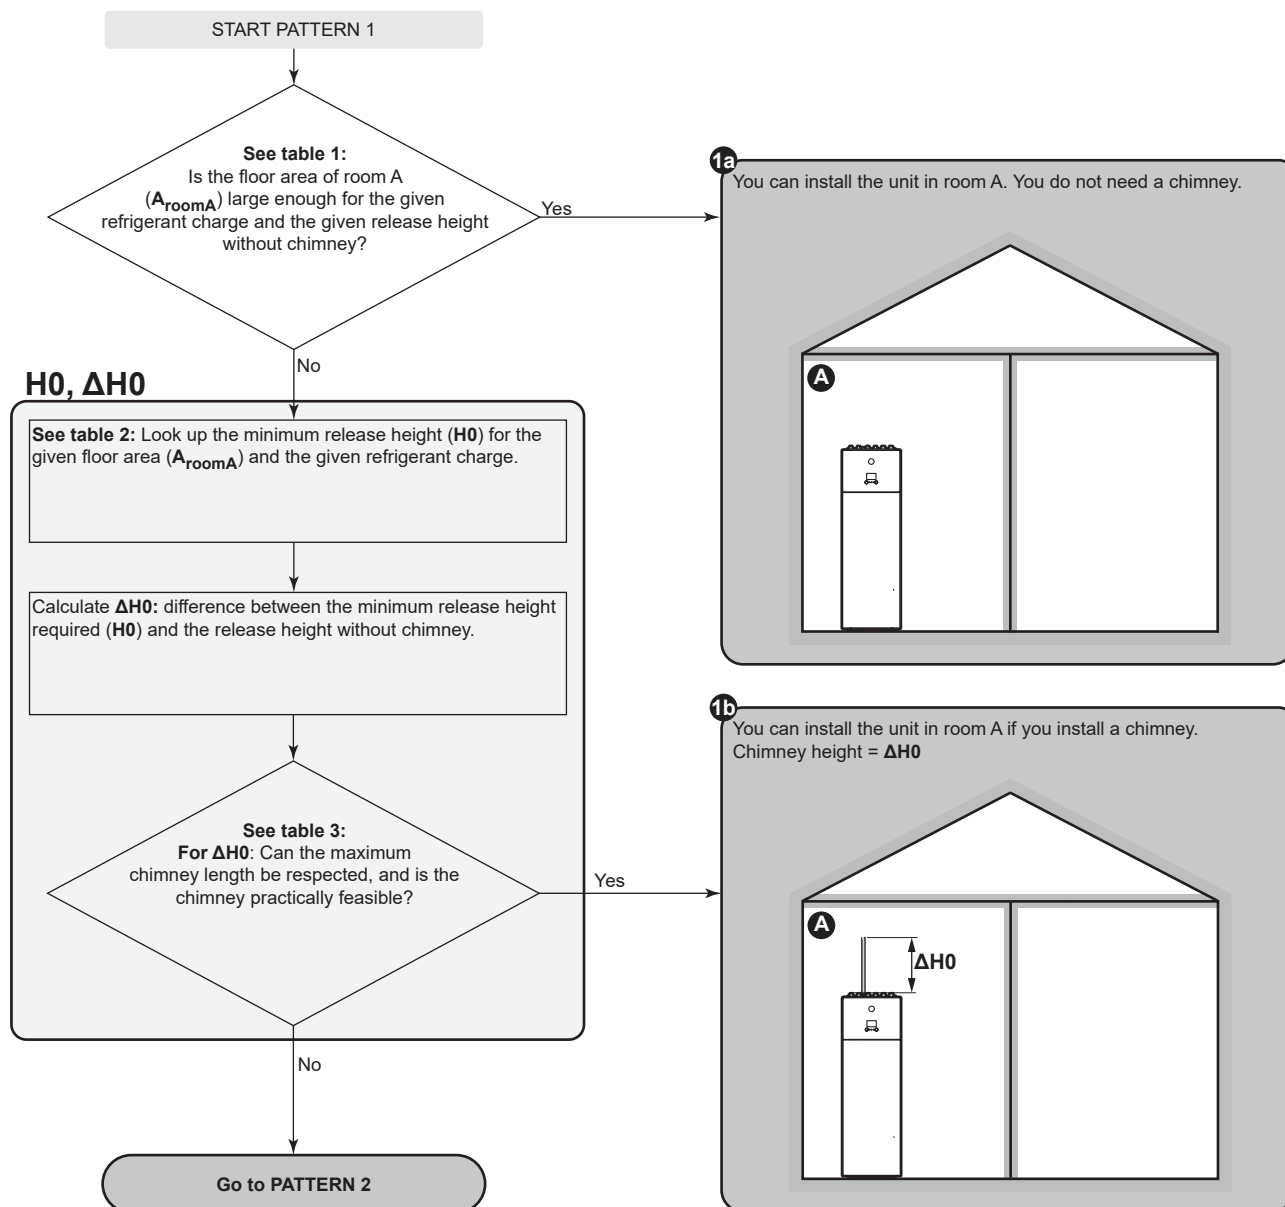 START PATTERN 1
See table 1:
Is the floor area of room A
(AroomA) large enough for the given
refrigerant charge and the given release height
without chimney?
Yes
No
1a
You can install the unit in room A. You do not need a chimney.
A
H0, ΔH0
See table 2: Look up the minimum release height (H0) for the
given floor area (AroomA) and the given refrigerant charge.
Calculate ΔH0: difference between the minimum release height
required (H0) and the release height without chimney.
See table 3:
For ΔH0: Can the maximum
chimney length be respected, and is the
chimney practically feasible?
Yes
No
1b
You can install the unit in room A if you install a chimney.
Chimney height = ΔH0
A
ΔH0
Go to PATTERN 2